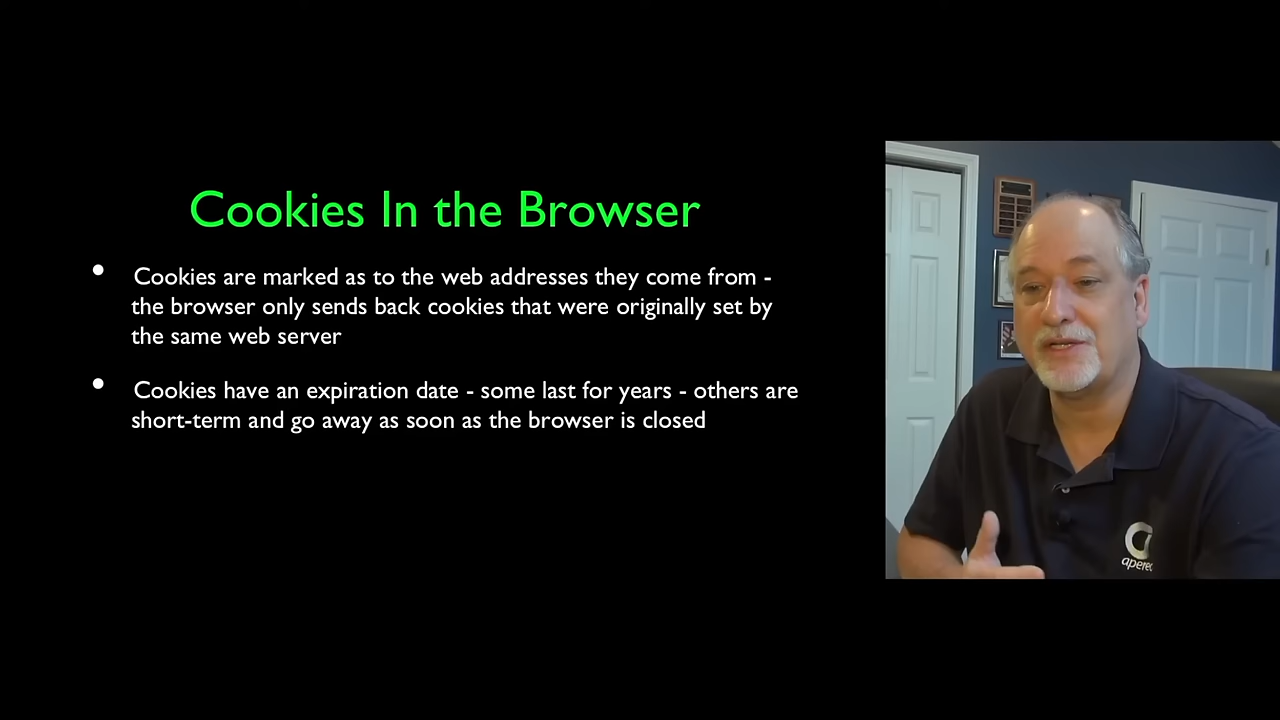 Cookies In the Browser
• Cookies are marked as to the web addresses they come from -
the browser only sends back cookies that were originally set by
the same web server
• Cookies have an expiration date - some last for years - others are
short-term and go away as soon as the browser is closed